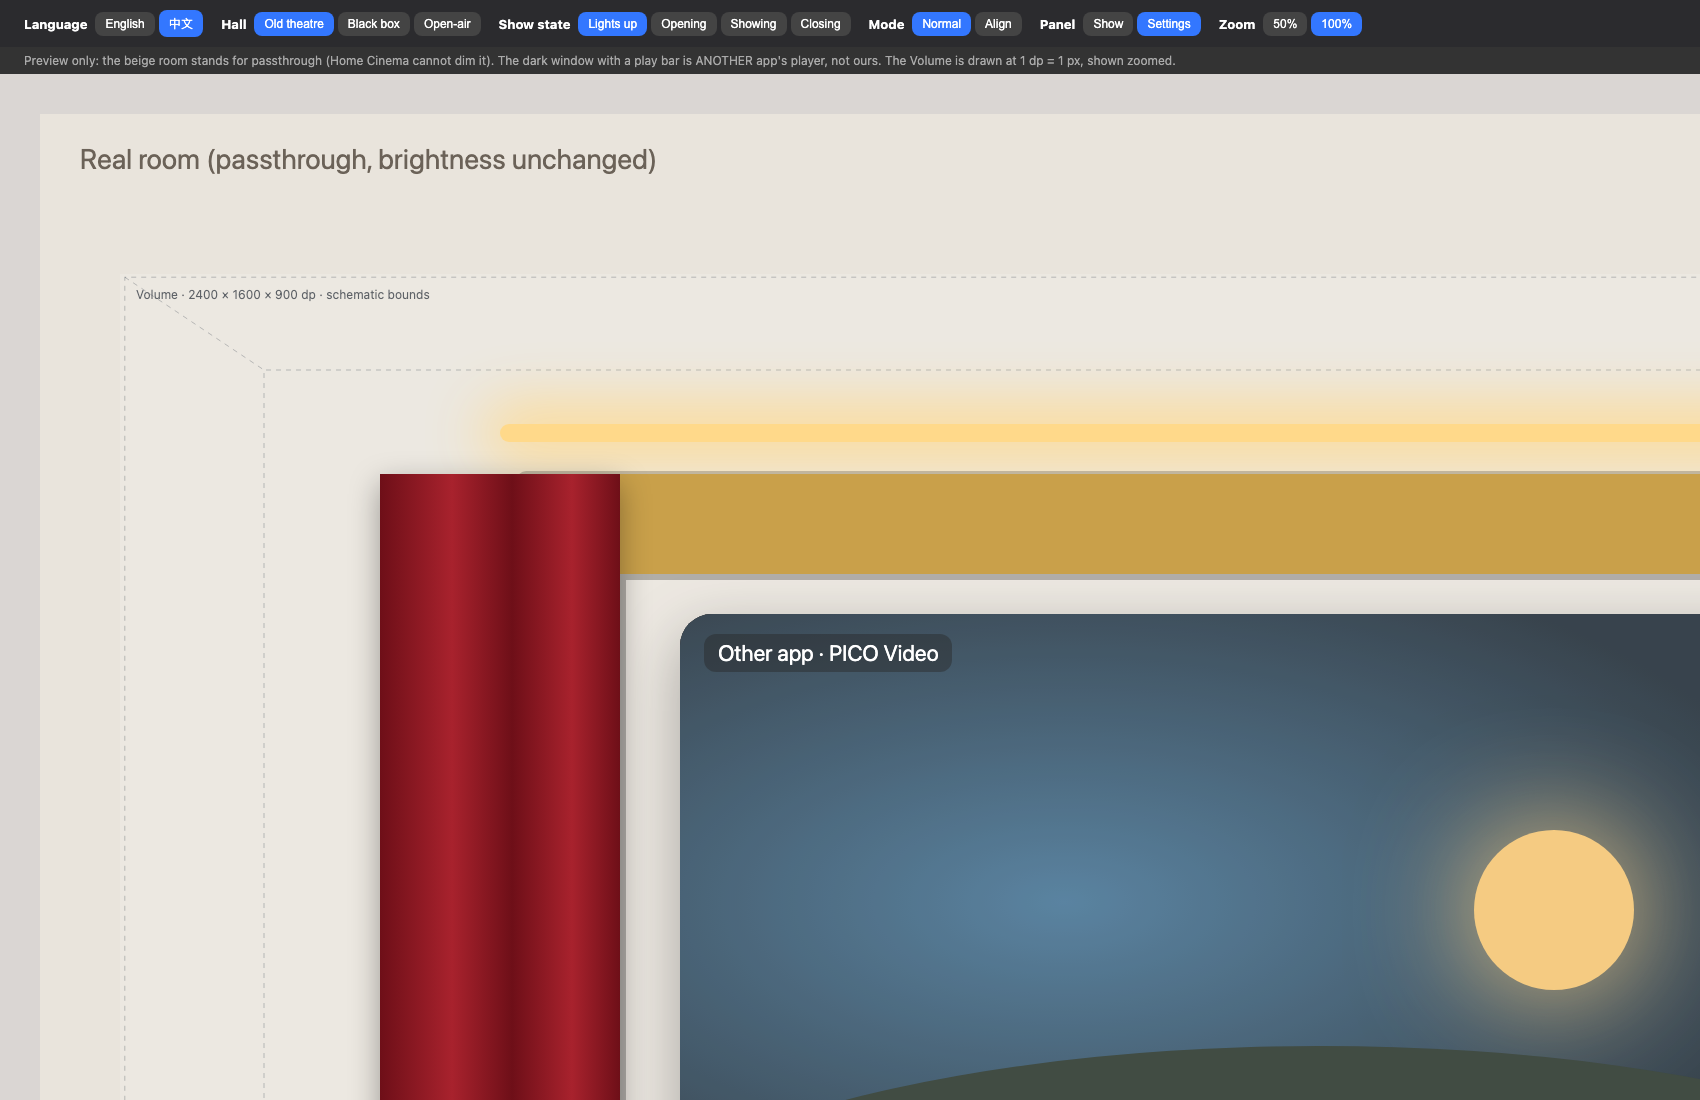 Language English 中文 Hall Old theatre Black box Open-air Show state Lights up Opening Showing Closing Mode Normal Align Panel Show Settings Zoom 50% 100%
Preview only: the beige room stands for passthrough (Home Cinema cannot dim it). The dark window with a play bar is ANOTHER app's player, not ours. The Volume is drawn at 1 dp = 1 px, shown zoomed.
Real room (passthrough, brightness unchanged)
Volume · 2400 × 1600 × 900 dp · schematic bounds
Other app · PICO Video